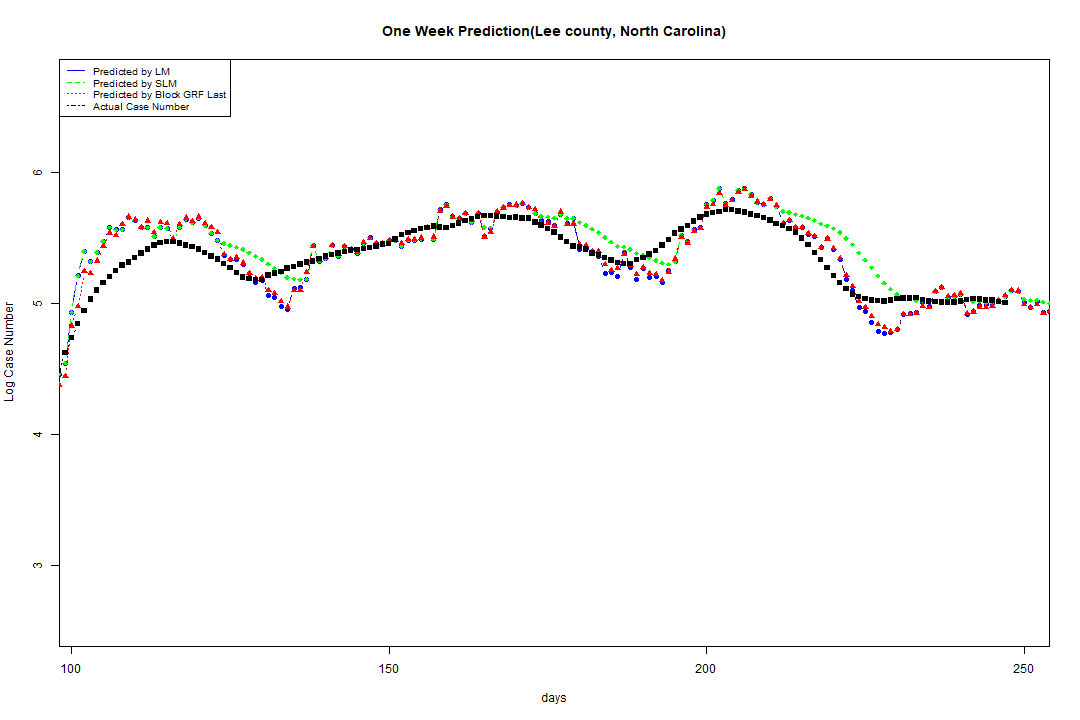 One Week Prediction(Lee county, North Carolina)
Predicted by LM
Predicted by SLM
Predicted by Block GRF Last
Actual Case Number
6
5
4
3
Log Case Number
100 150 200 250
days